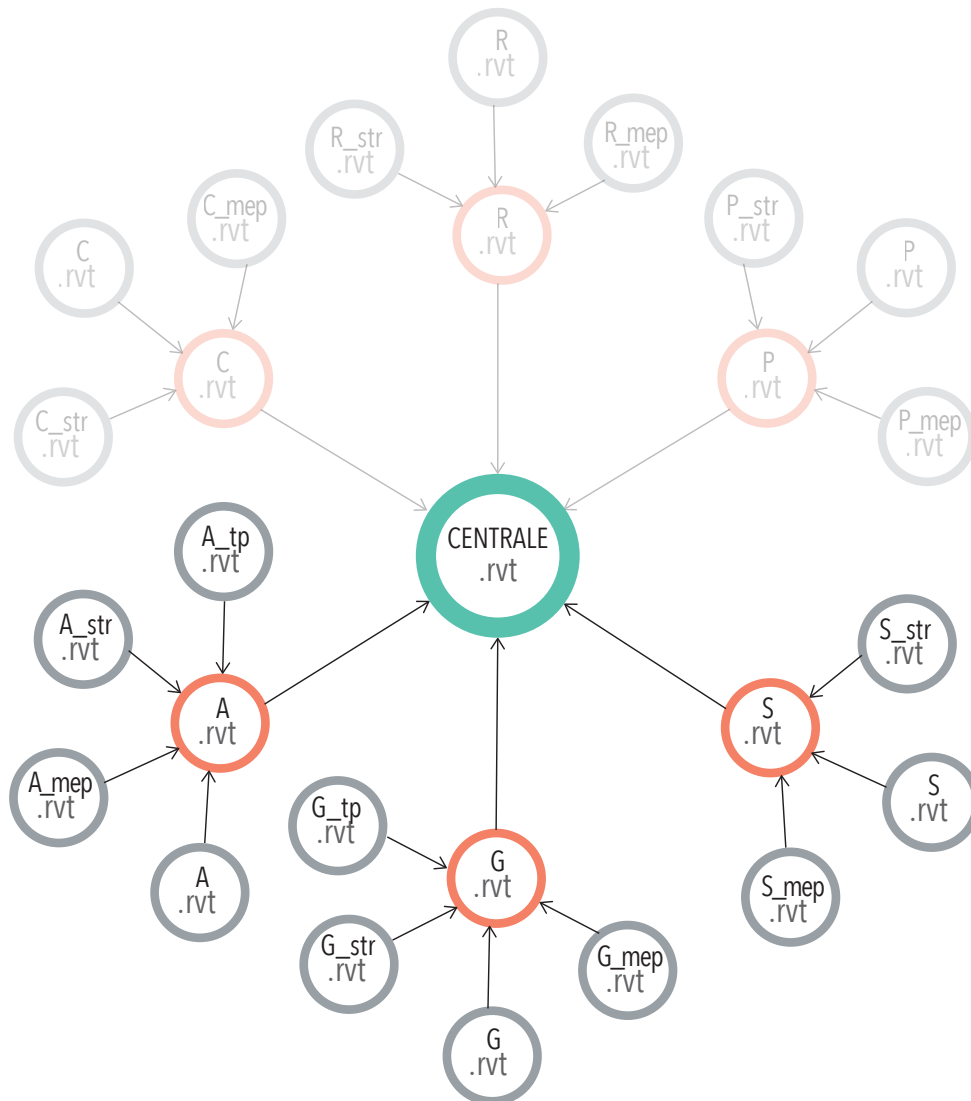 R
.rvt
R_str
.rvt
R_mep
.rvt
C_mep
.rvt
R
.rvt
P_str
.rvt
C
.rvt
P
.rvt
C
.rvt
P
.rvt
C_str
.rvt
P_mep
.rvt
CENTRALE
.rvt
A_tp
.rvt
A_str
.rvt
S_str
.rvt
A
.rvt
S
.rvt
A_mep
.rvt
S
.rvt
G_tp
.rvt
G
.rvt
A
.rvt
S_mep
.rvt
G_str
.rvt
G_mep
.rvt
G
.rvt